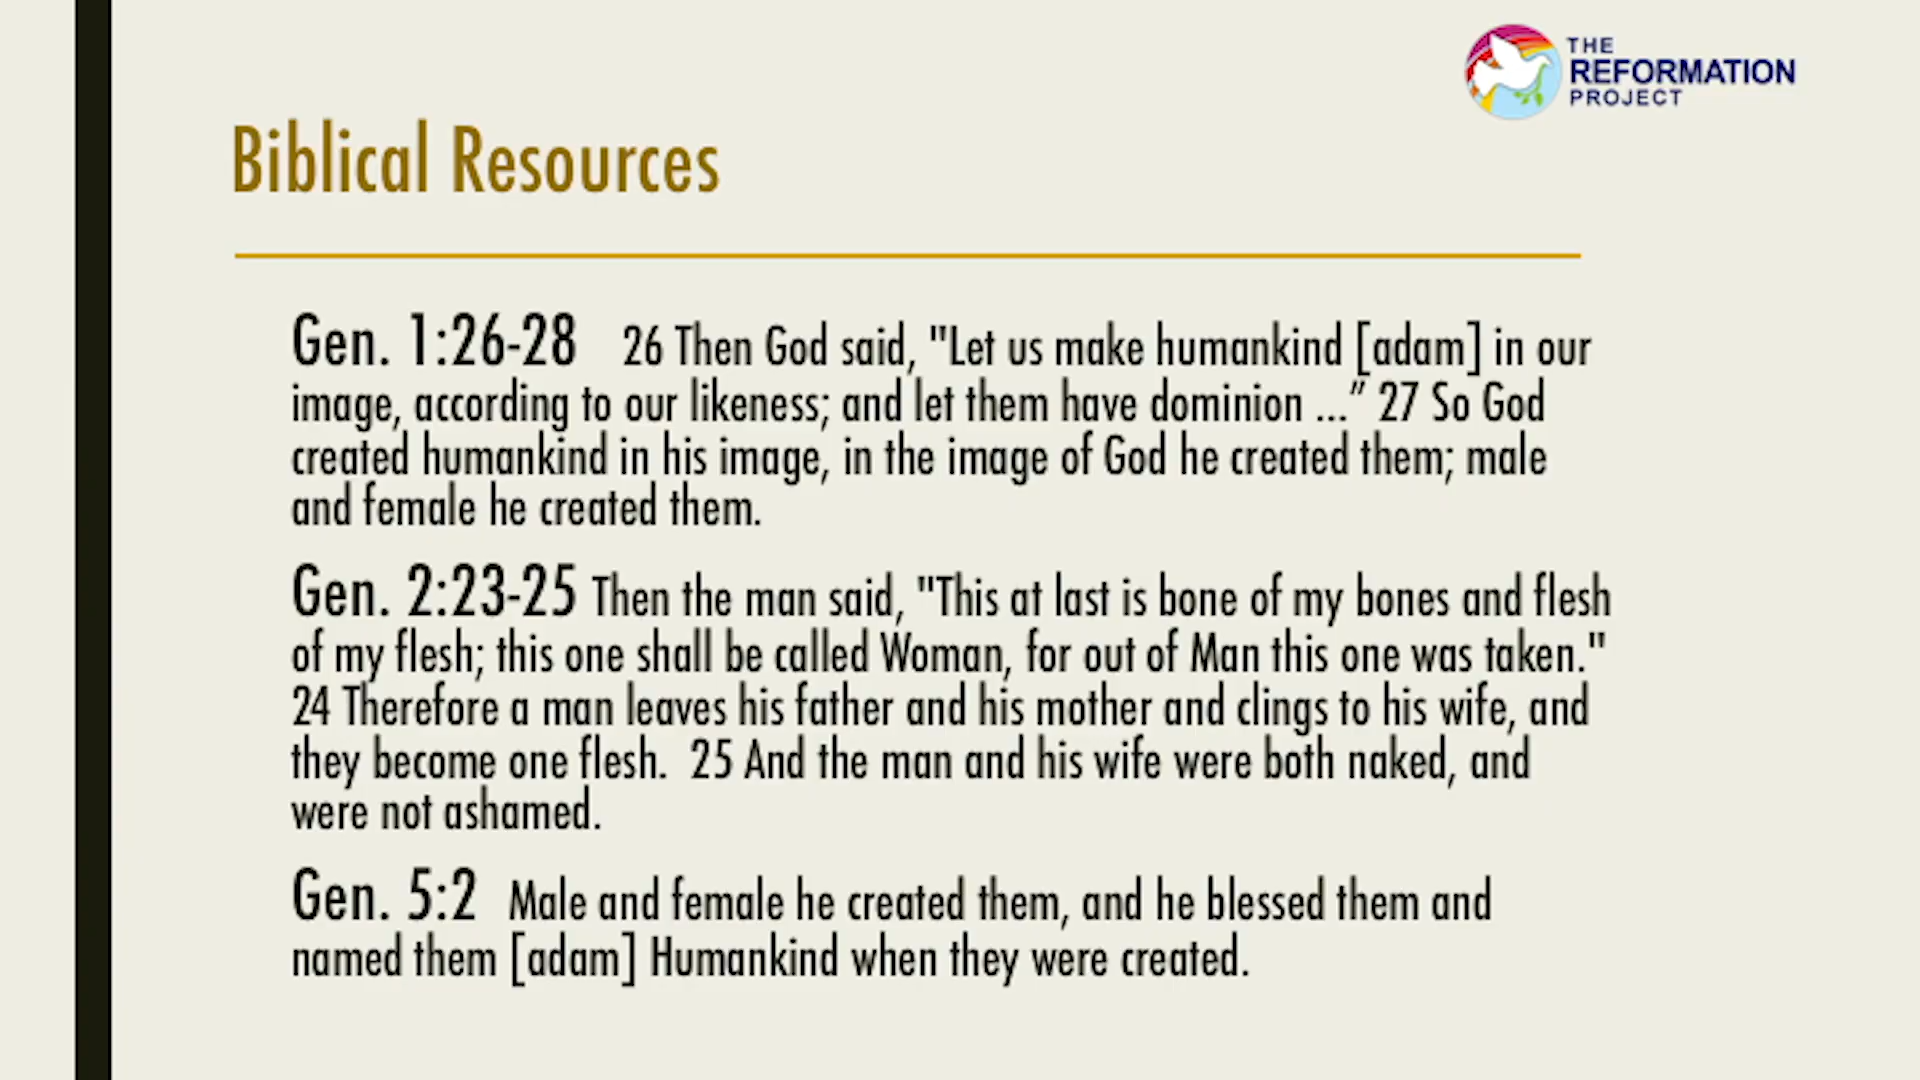 THE
REFORMATION
PROJECT
Biblical Resources
Gen. 1:26-28 26 Then God said, "Let us make humankind [adam] in our
image, according to our likeness; and let them have dominion ...” 27 So God
created humankind in his image, in the image of God he created them; male
and female he created them.
Gen. 2:23-25 Then the man said, "This at last is bone of my bones and flesh
of my flesh; this one shall be called Woman, for out of Man this one was taken."
24 Therefore a man leaves his father and his mother and clings to his wife, and
they become one flesh. 25 And the man and his wife were both naked, and
were not ashamed.
Gen. 5:2 Male and female he created them, and he blessed them and
named them [adam] Humankind when they were created.